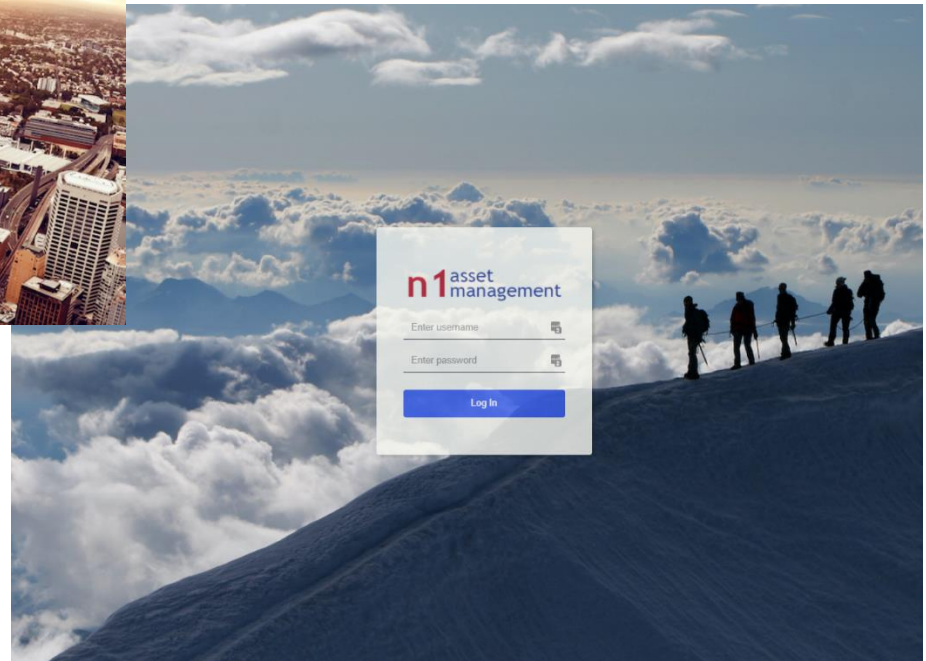 n1 asset
management
Enter username
Enter password
Log In